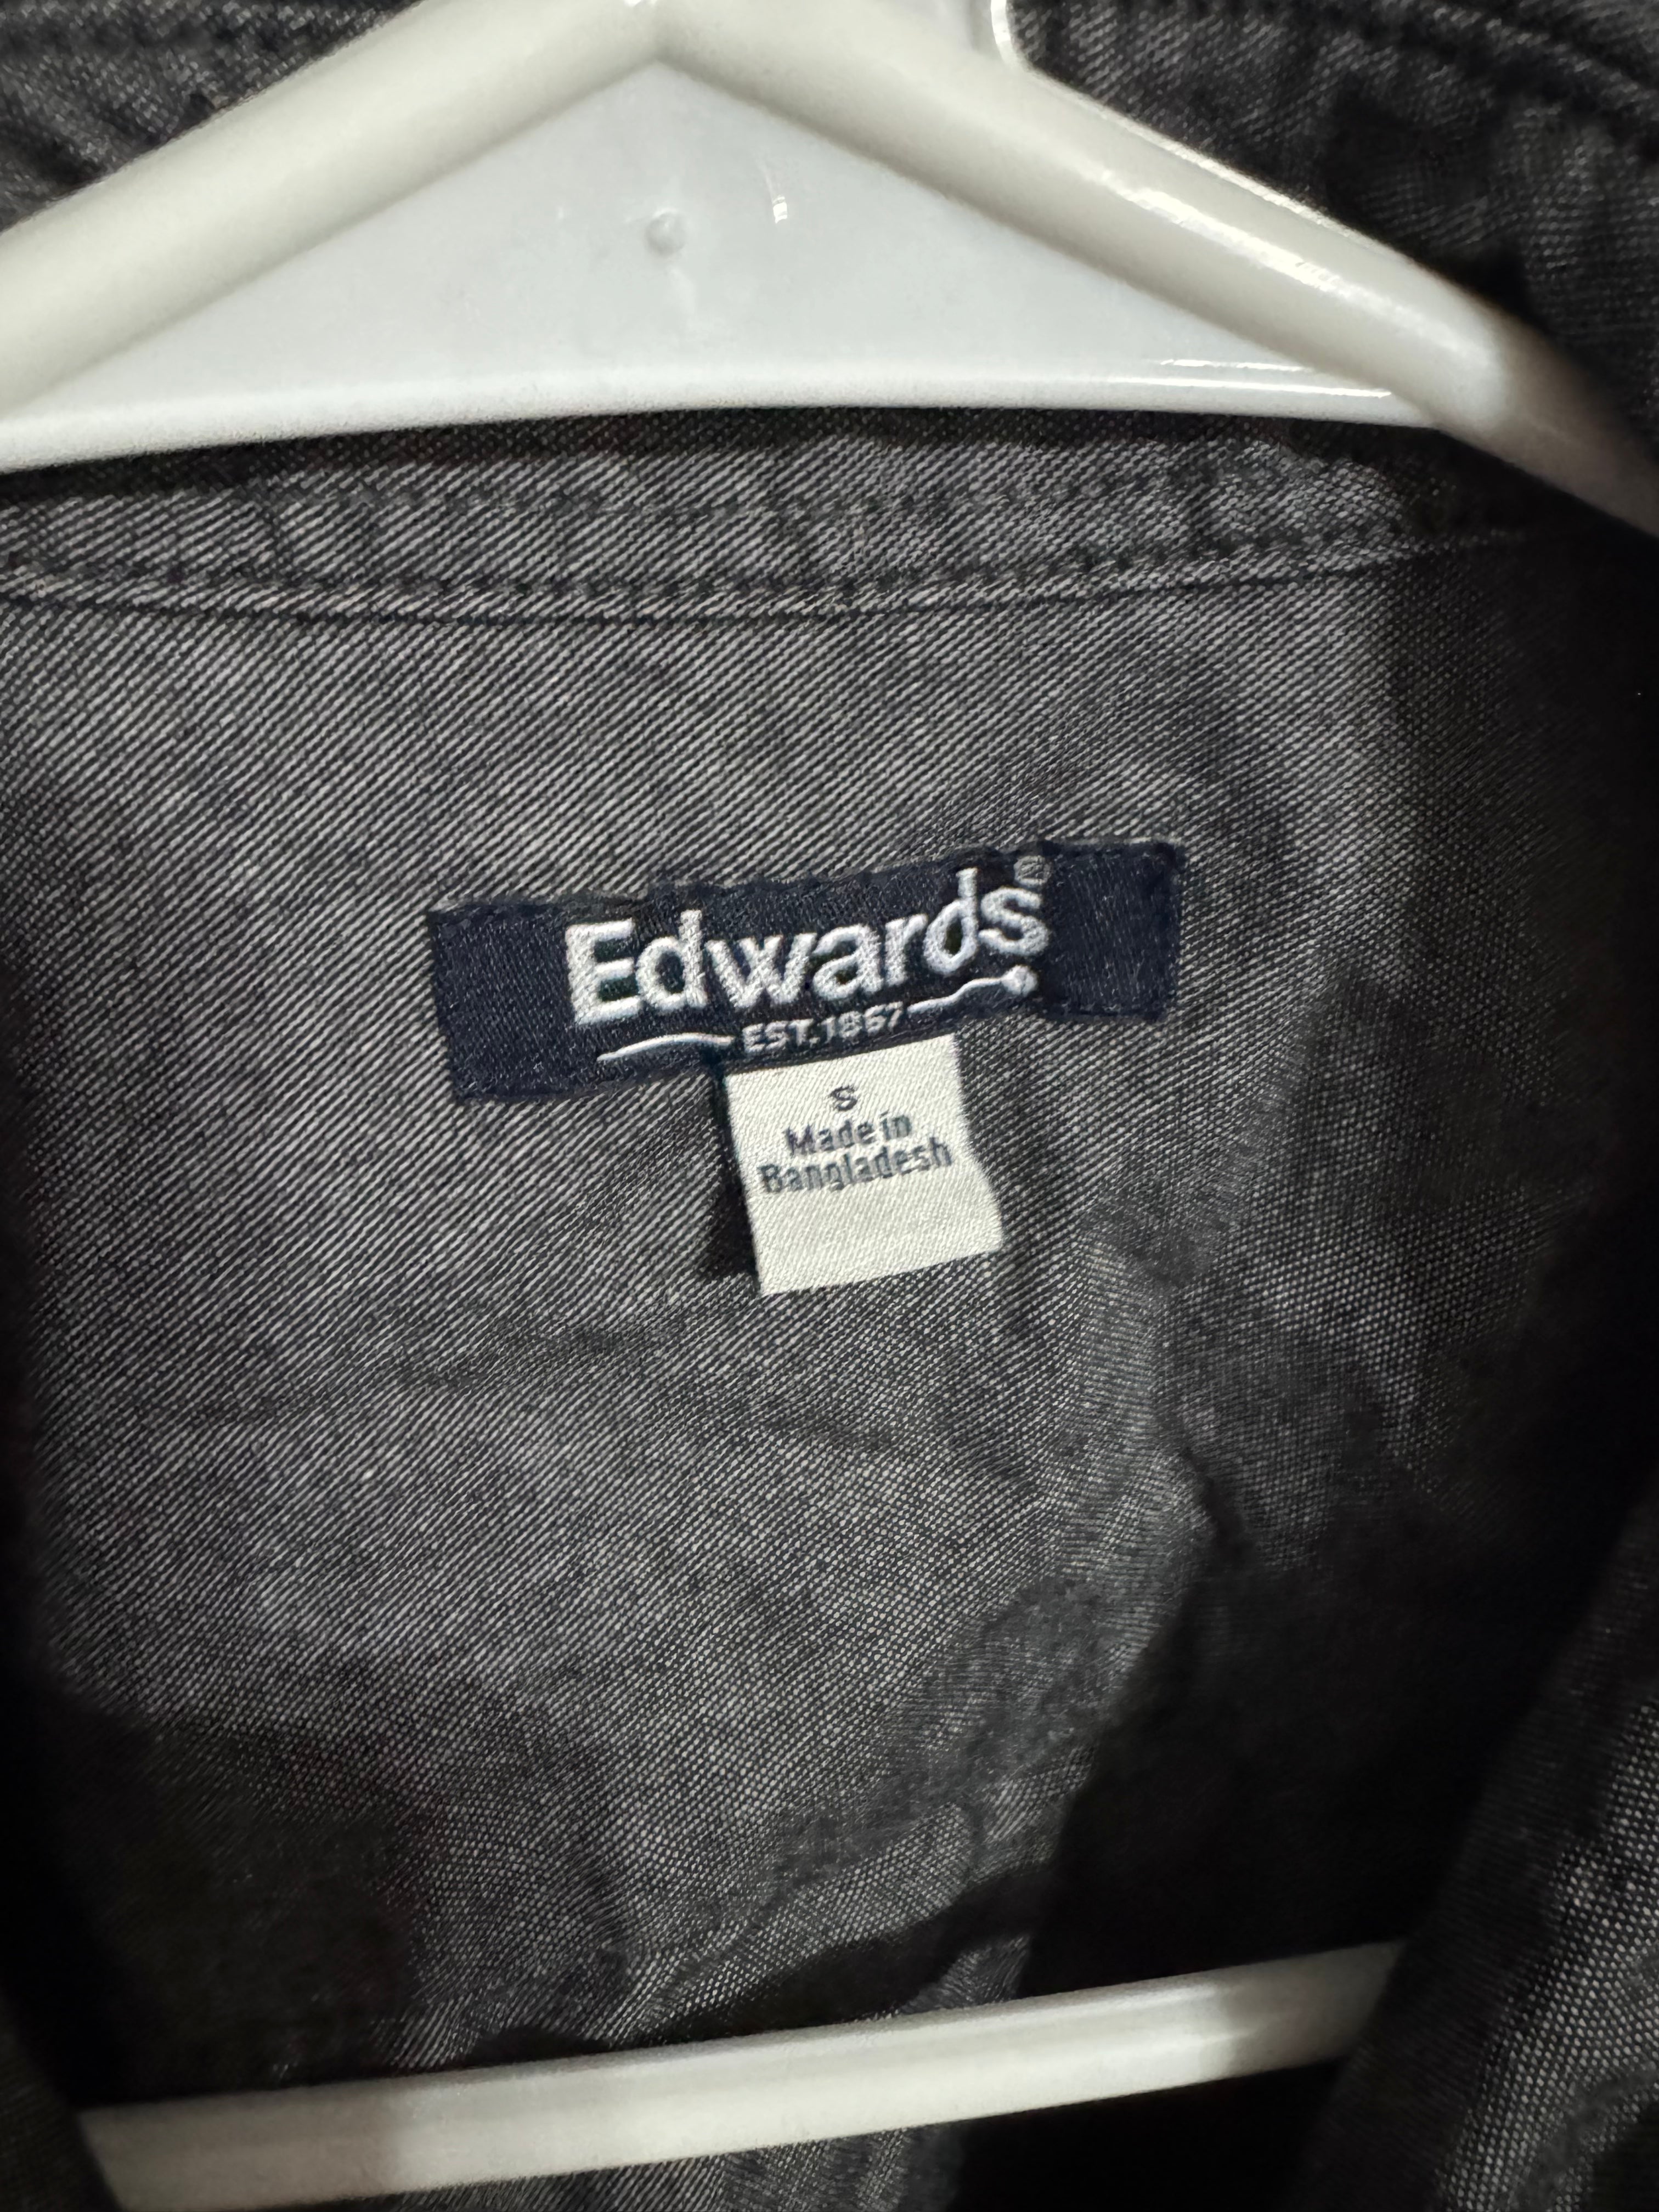 Edwards®
EST. 1867
S
Made in
Bangladesh